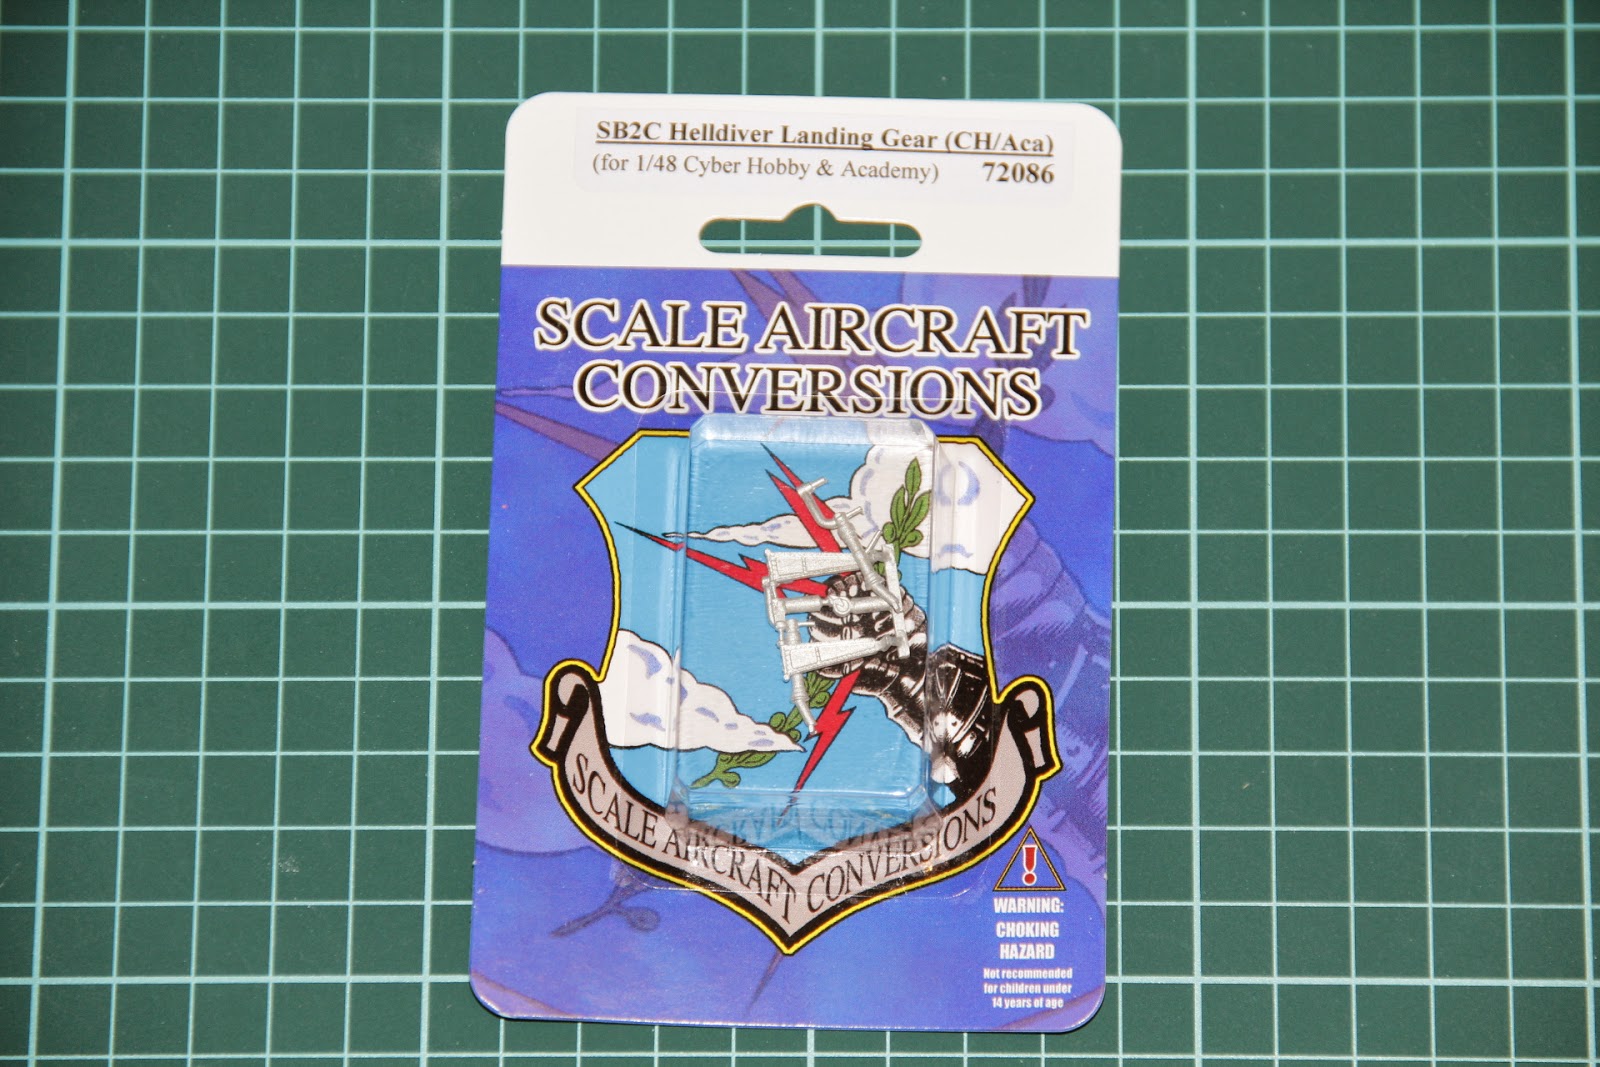 SB2C Helldiver Landing Gear (CH/Aca)
(for 1/48 Cyber Hobby & Academy) 72086
SCALE AIRCRAFT
CONVERSIONS
SCALE AIRCRAFT CONVERSIONS
WARNING:
CHOKING
HAZARD
Not recommended
for children under
14 years of age